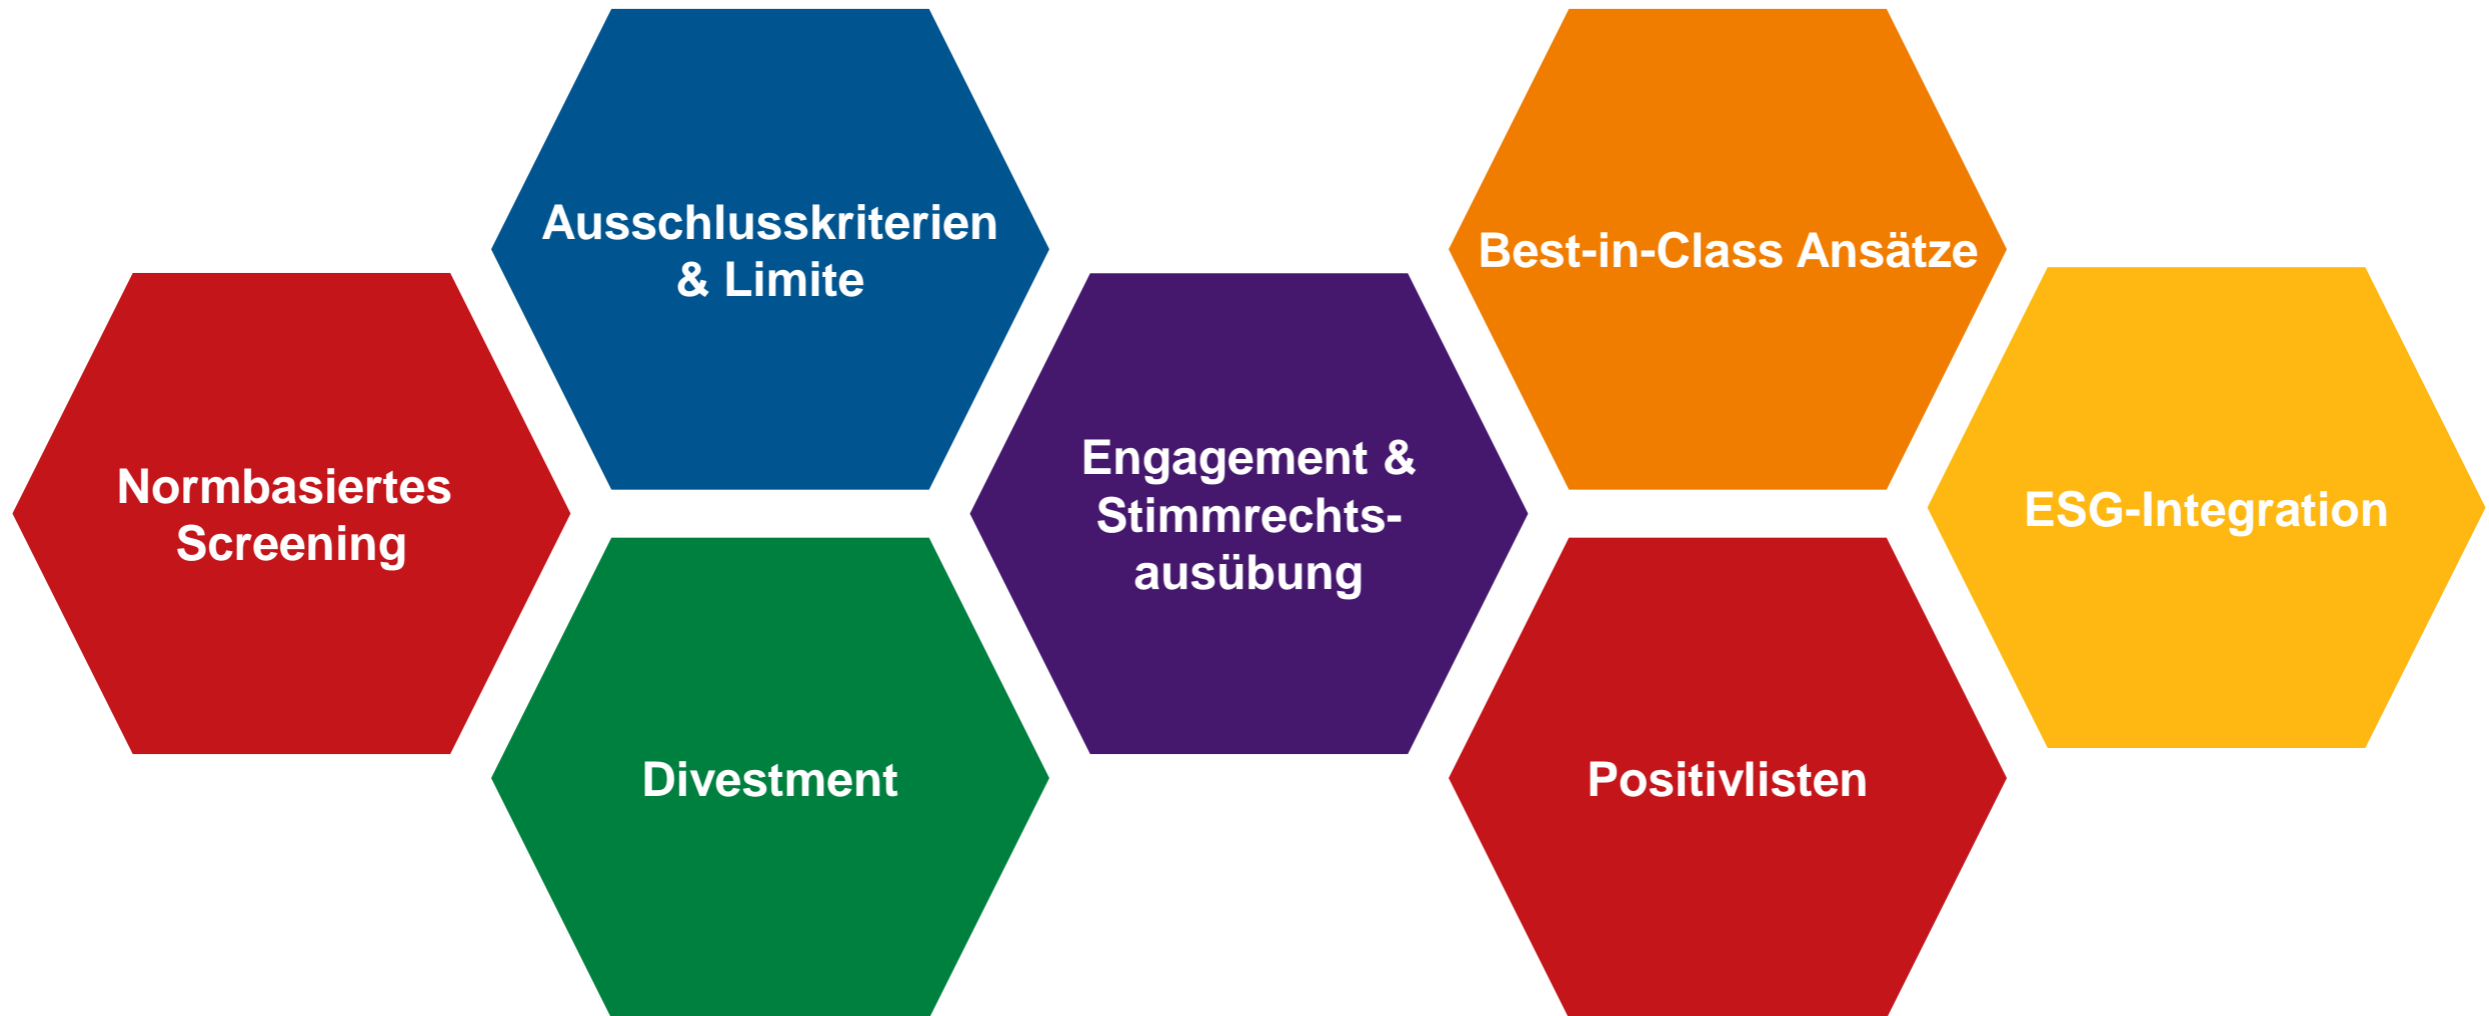 Normbasiertes
Screening
Ausschlusskriterien
& Limite
Divestment
Engagement &
Stimmrechts-
ausübung
Best-in-Class Ansätze
Positivlisten
ESG-Integration